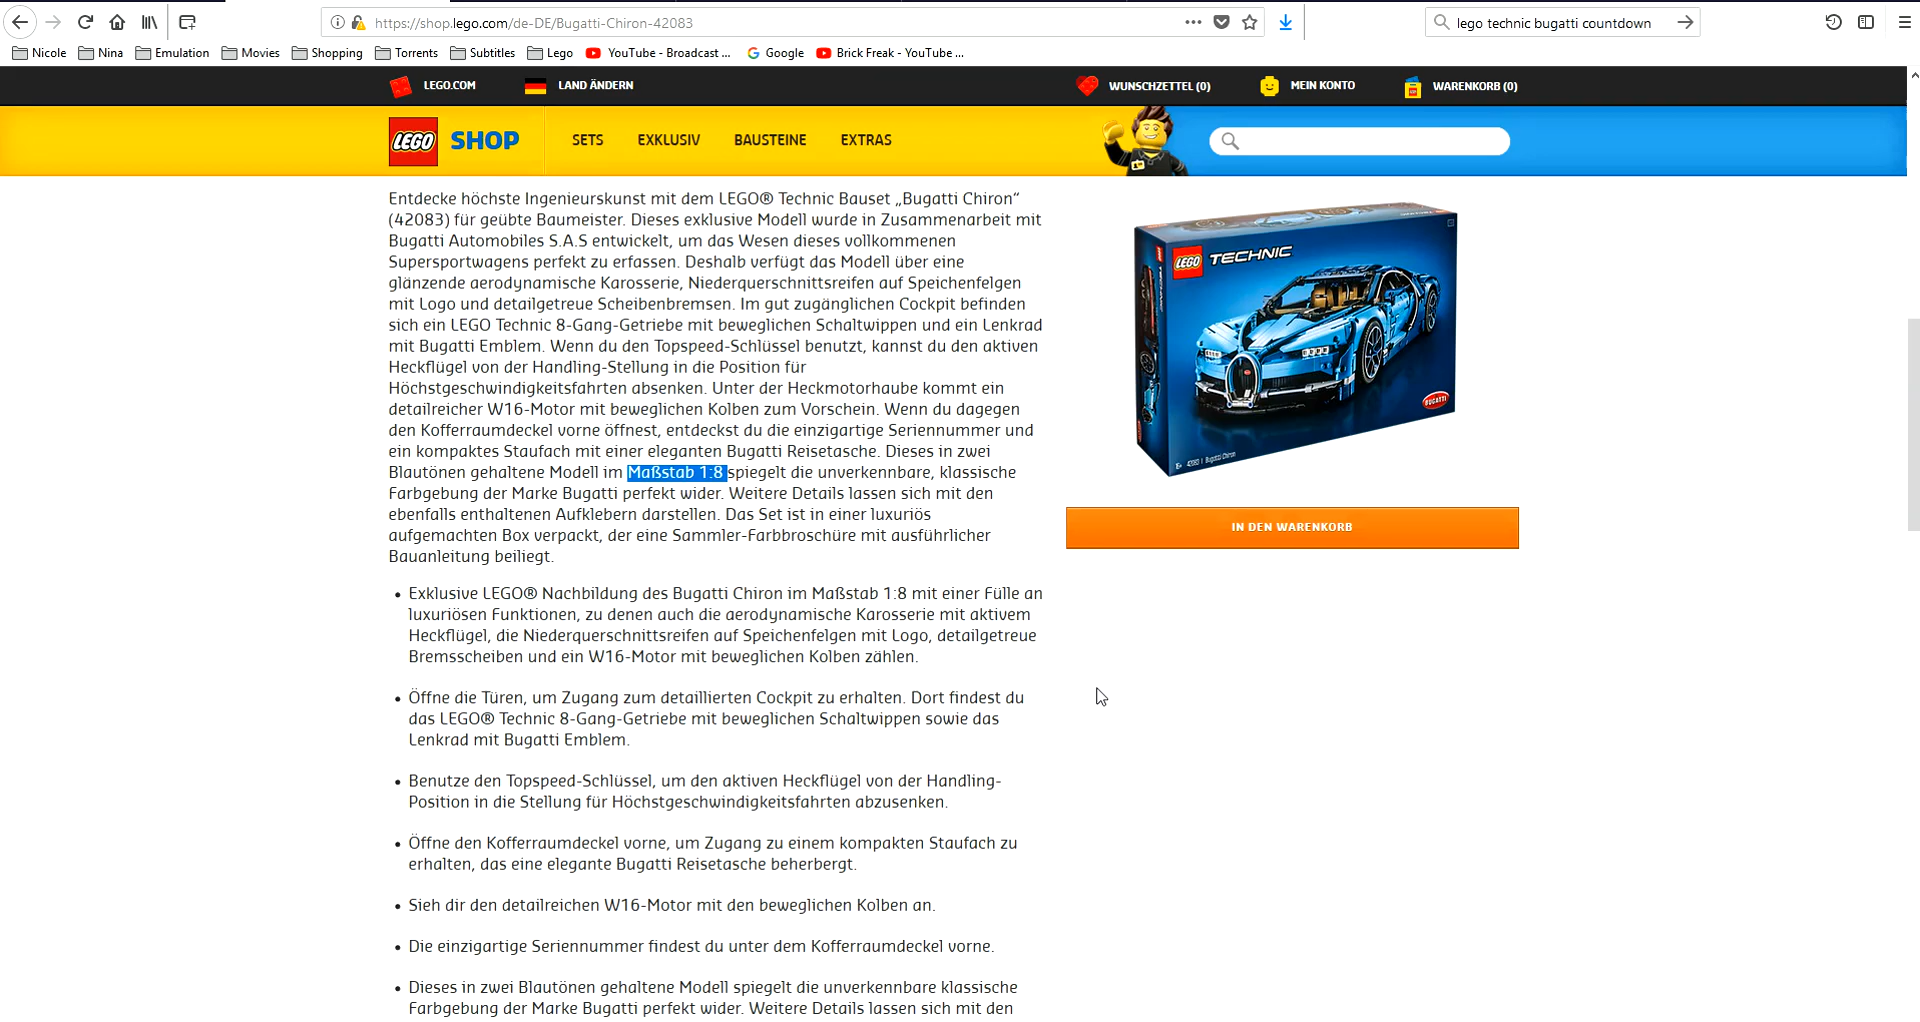 https://shop.lego.com/de-DE/Bugatti-Chiron-42083
lego technic bugatti countdown
Nicole Nina Emulation Movies Shopping Torrents Subtitles Lego YouTube - Broadcast ... Google Brick Freak - YouTube ...
LEGO.COM LAND ÄNDERN WUNSCHZETTEL (0) MEIN KONTO WARENKORB (0)
LEGO SHOP SETS EXKLUSIV BAUSTEINE EXTRAS
Entdecke höchste Ingenieurskunst mit dem LEGO® Technic Bauset „Bugatti Chiron“
(42083) für geübte Baumeister. Dieses exklusive Modell wurde in Zusammenarbeit mit
Bugatti Automobiles S.A.S entwickelt, um das Wesen dieses vollkommenen
Supersportwagens perfekt zu erfassen. Deshalb verfügt das Modell über eine
glänzende aerodynamische Karosserie, Niederquerschnittsreifen auf Speichenfelgen
mit Logo und detailgetreue Scheibenbremsen. Im gut zugänglichen Cockpit befinden
sich ein LEGO Technic 8-Gang-Getriebe mit beweglichen Schaltwippen und ein Lenkrad
mit Bugatti Emblem. Wenn du den Topspeed-Schlüssel benutzt, kannst du den aktiven
Heckflügel von der Handling-Stellung in die Position für
Höchstgeschwindigkeitsfahrten absenken. Unter der Heckmotorhaube kommt ein
detailreicher W16-Motor mit beweglichen Kolben zum Vorschein. Wenn du dagegen
den Kofferraumdeckel vorne öffnest, entdeckst du die einzigartige Seriennummer und
ein kompaktes Staufach mit einer eleganten Bugatti Reisetasche. Dieses in zwei
Blautönen gehaltene Modell im Maßstab 1:8 spiegelt die unverkennbare, klassische
Farbgebung der Marke Bugatti perfekt wider. Weitere Details lassen sich mit den
ebenfalls enthaltenen Aufklebern darstellen. Das Set ist in einer luxuriös
aufgemachten Box verpackt, der eine Sammler-Farbbroschüre mit ausführlicher
Bauanleitung beiliegt.
• Exklusive LEGO® Nachbildung des Bugatti Chiron im Maßstab 1:8 mit einer Fülle an
luxuriösen Funktionen, zu denen auch die aerodynamische Karosserie mit aktivem
Heckflügel, die Niederquerschnittsreifen auf Speichenfelgen mit Logo, detailgetreue
Bremsscheiben und ein W16-Motor mit beweglichen Kolben zählen.
• Öffne die Türen, um Zugang zum detaillierten Cockpit zu erhalten. Dort findest du
das LEGO® Technic 8-Gang-Getriebe mit beweglichen Schaltwippen sowie das
Lenkrad mit Bugatti Emblem.
• Benutze den Topspeed-Schlüssel, um den aktiven Heckflügel von der Handling-
Position in die Stellung für Höchstgeschwindigkeitsfahrten abzusenken.
• Öffne den Kofferraumdeckel vorne, um Zugang zu einem kompakten Staufach zu
erhalten, das eine elegante Bugatti Reisetasche beherbergt.
• Sieh dir den detailreichen W16-Motor mit den beweglichen Kolben an.
• Die einzigartige Seriennummer findest du unter dem Kofferraumdeckel vorne.
• Dieses in zwei Blautönen gehaltene Modell spiegelt die unverkennbare klassische
Farbgebung der Marke Bugatti perfekt wider. Weitere Details lassen sich mit den
LEGO TECHNIC
BUGATTI
42083 Bugatti Chiron
IN DEN WARENKORB